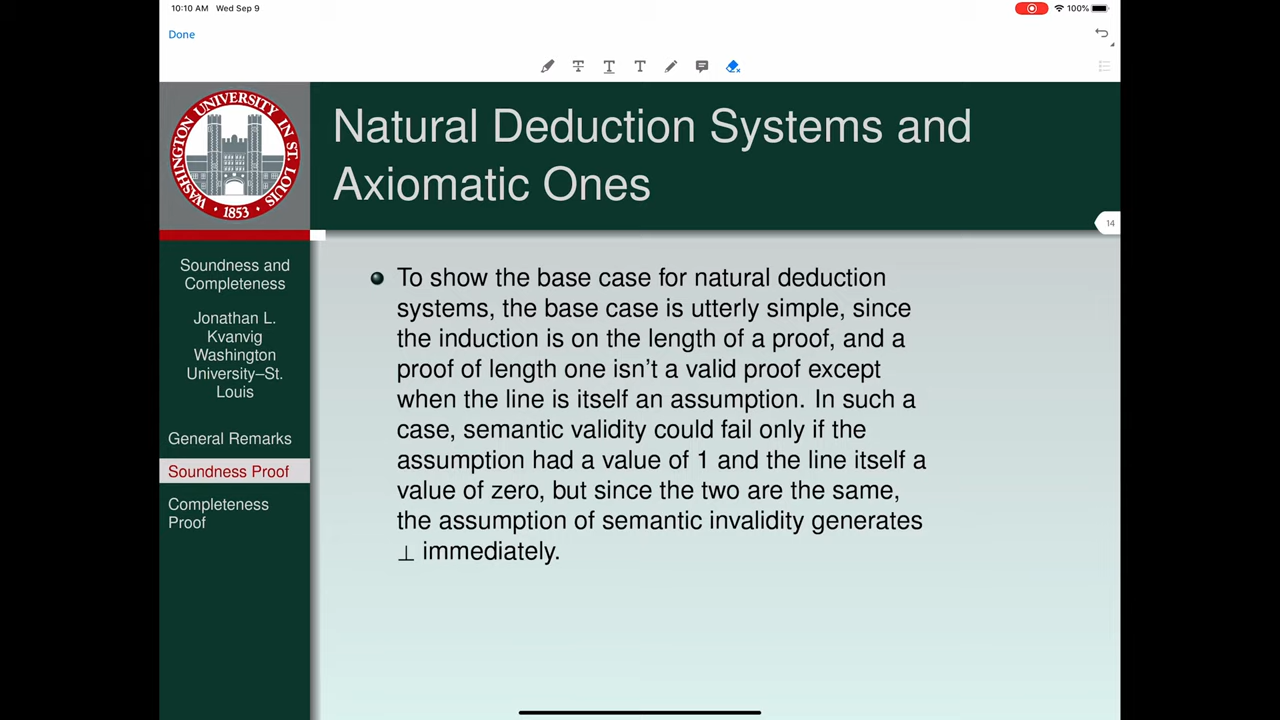 10:10 AM Wed Sep 9
100%
Done
T T T
WASHINGTON UNIVERSITY IN ST. LOUIS
1853
Natural Deduction Systems and
Axiomatic Ones
14
Soundness and
Completeness
Jonathan L.
Kvanvig
Washington
University–St.
Louis
General Remarks
Soundness Proof
Completeness
Proof
To show the base case for natural deduction
systems, the base case is utterly simple, since
the induction is on the length of a proof, and a
proof of length one isn't a valid proof except
when the line is itself an assumption. In such a
case, semantic validity could fail only if the
assumption had a value of 1 and the line itself a
value of zero, but since the two are the same,
the assumption of semantic invalidity generates
⊥ immediately.